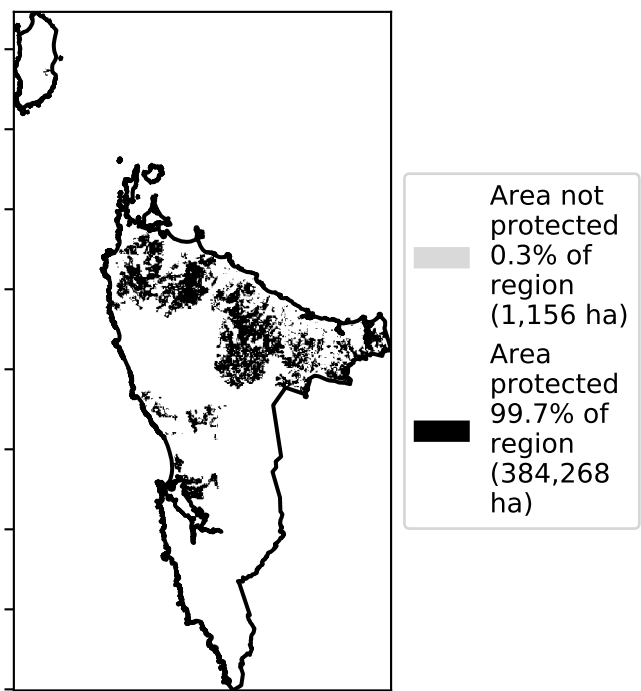 Area not
protected
0.3% of
region
(1,156 ha)
Area
protected
99.7% of
region
(384,268
ha)